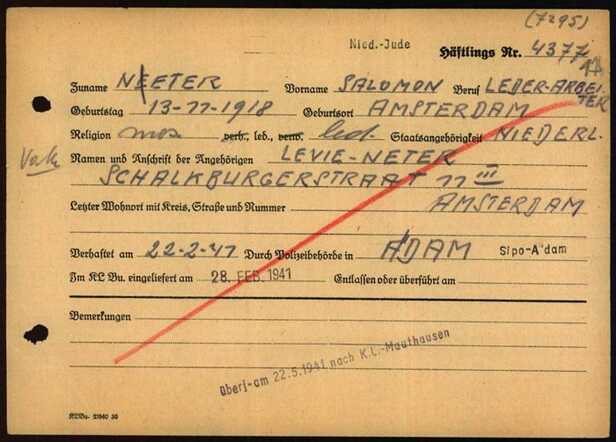 (7295)
Nied.-Jude
Häftlings Nr. 4377
Zuname NEETER Vorname SALOMON Beruf LEDER-ARBEITER
Geburtstag 13-11-1918 Geburtsort AMSTERDAM
Religion mos verh., led., verw. led. Staatsangehörigkeit NIEDERL.
Namen und Anschrift der Angehörigen LEVIE-NETER
SCHALKBURGERSTRAAT 11 III
Letzter Wohnort mit Kreis, Straße und Nummer AMSTERDAM
Verhaftet am 22-2-41 Durch Polizeibehörde in A'DAM Sipo-A'dam
Im KL Bu. eingeliefert am 28. FEB. 1941 Entlassen oder überführt am
Bemerkungen
überf. am 22.5.1941 nach K.L.-Mauthausen